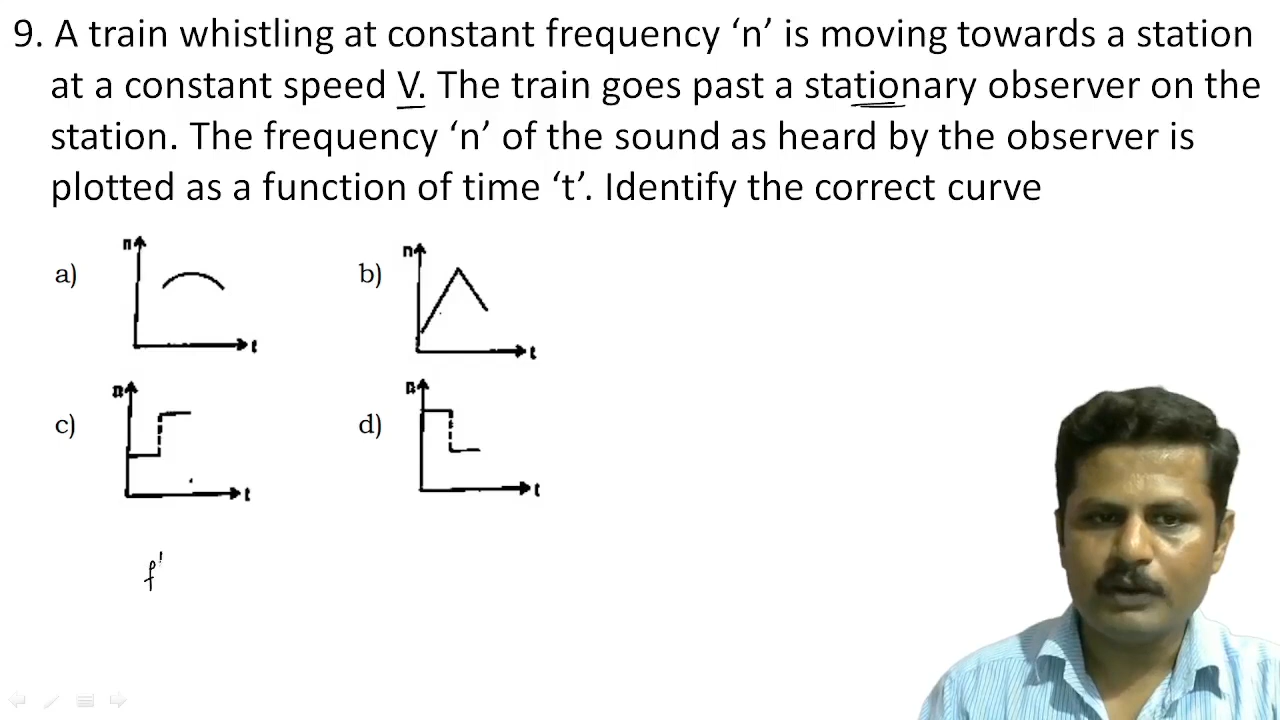 9. A train whistling at constant frequency ‘n’ is moving towards a station
at a constant speed V. The train goes past a stationary observer on the
station. The frequency ‘n’ of the sound as heard by the observer is
plotted as a function of time ‘t’. Identify the correct curve
a) n t b) n t
c) n t d) n t
f'